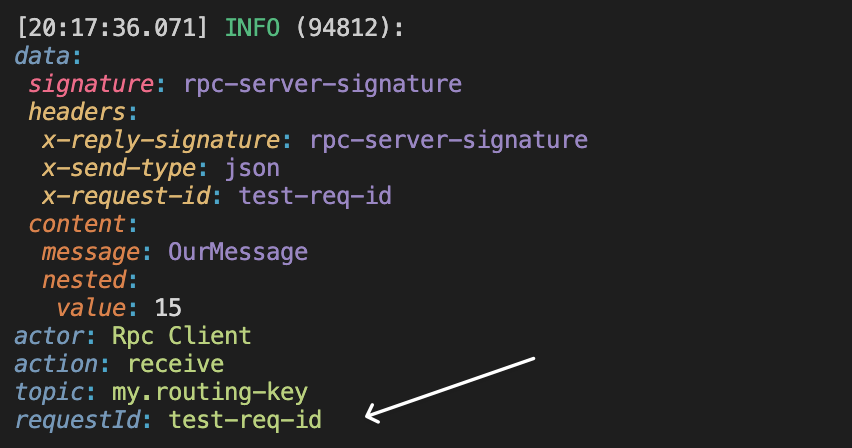 [20:17:36.071] INFO (94812):
data:
signature: rpc-server-signature
headers:
x-reply-signature: rpc-server-signature
x-send-type: json
x-request-id: test-req-id
content:
message: OurMessage
nested:
value: 15
actor: Rpc Client
action: receive
topic: my.routing-key
requestId: test-req-id